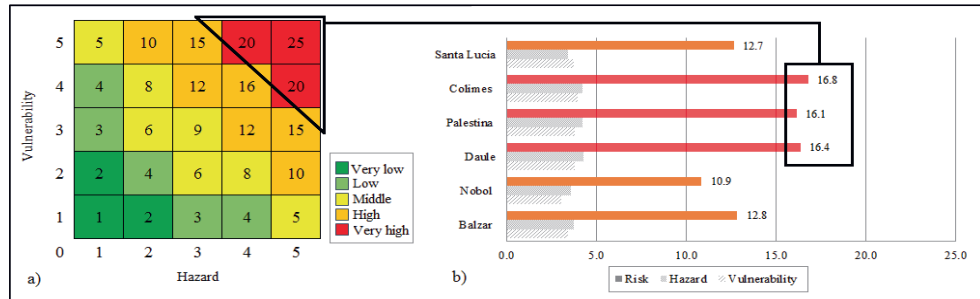 5 5 10 15 20 25
4 4 8 12 16 20
3 3 6 9 12 15
2 2 4 6 8 10
1 1 2 3 4 5
0 1 2 3 4 5
Vulnerability
Hazard
a)
Very low
Low
Middle
High
Very high
Santa Lucia 12.7
Colimes 16.8
Palestina 16.1
Daule 16.4
Nobol 10.9
Balzar 12.8
0.0 5.0 10.0 15.0 20.0 25.0
b)
Risk Hazard Vulnerability